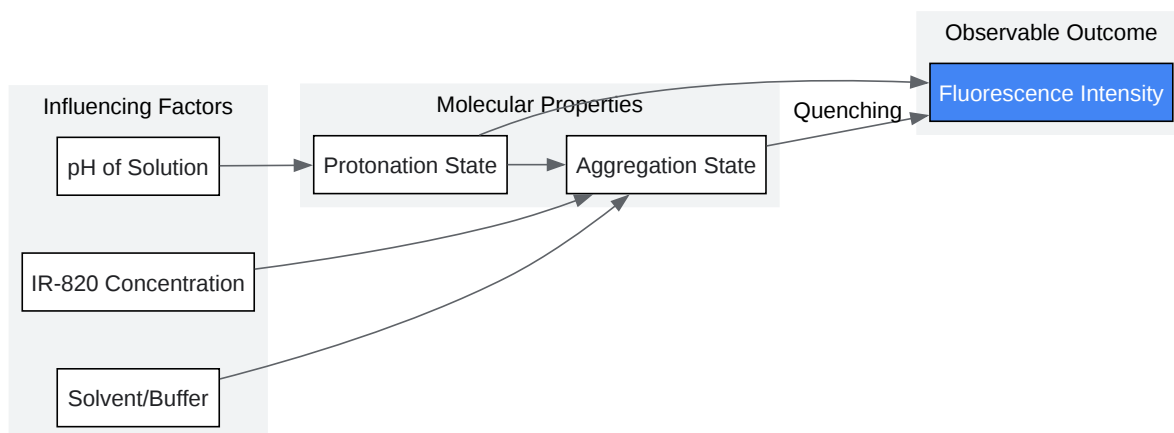 Influencing Factors
pH of Solution
IR-820 Concentration
Solvent/Buffer
Molecular Properties
Protonation State
Aggregation State
Quenching
Observable Outcome
Fluorescence Intensity